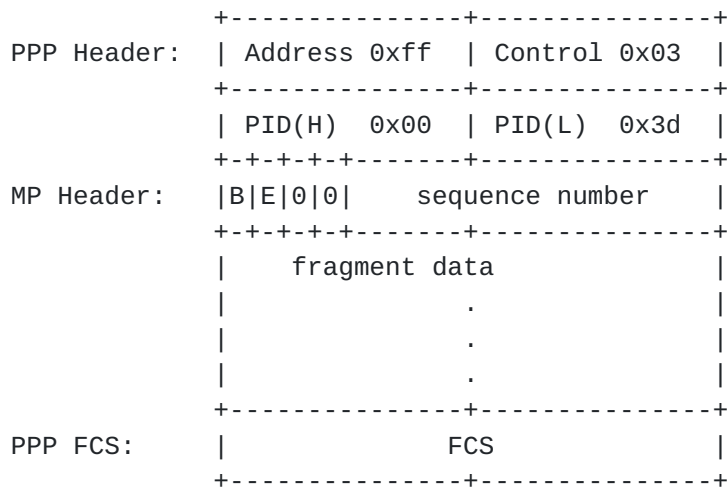 +---------------+---------------+
PPP Header:  | Address 0xff  | Control 0x03  |
             +---------------+---------------+
             | PID(H)  0x00  | PID(L)  0x3d  |
             +-+-+-+-+-------+---------------+
MP Header:   |B|E|0|0|    sequence number    |
             +-+-+-+-+-------+---------------+
             |    fragment data              |
             |               .               |
             |               .               |
             |               .               |
             +---------------+---------------+
PPP FCS:     |              FCS              |
             +---------------+---------------+